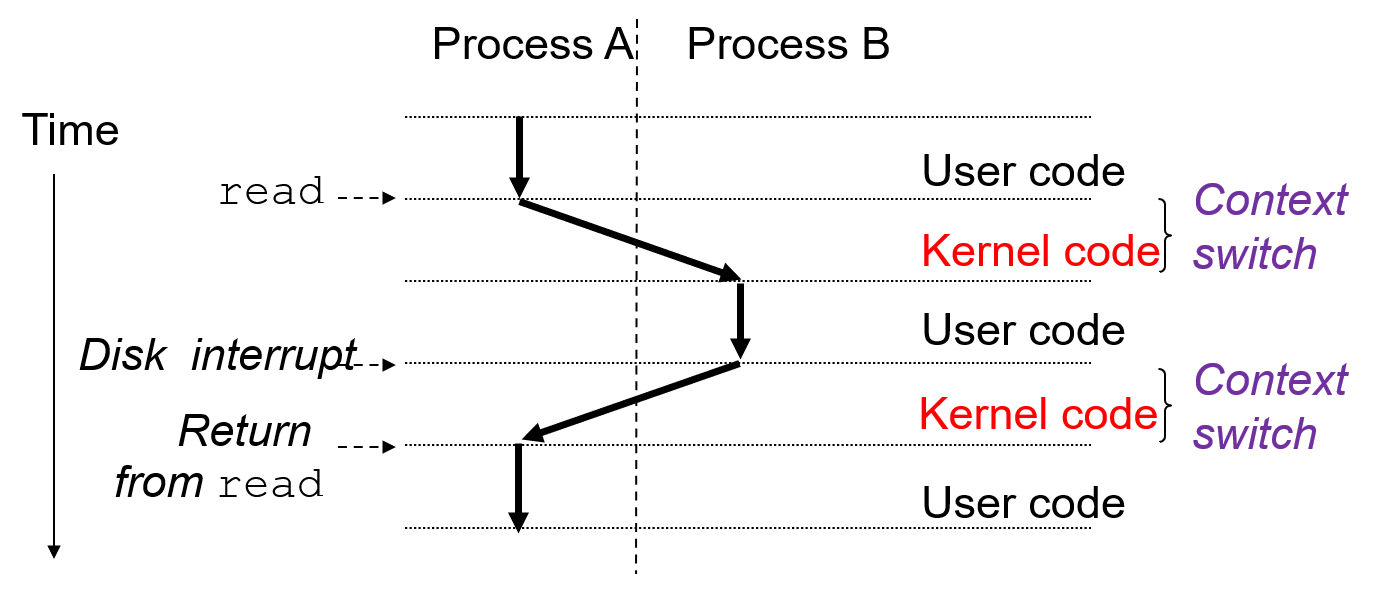 Process A
Process B
Time
User code
read
Context
switch
Kernel code
User code
Disk interrupt
Context
switch
Kernel code
Return
from read
User code